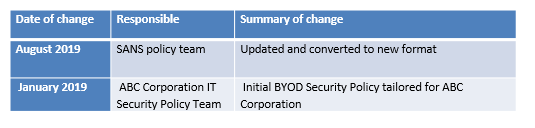 Date of change Responsible Summary of change
August 2019 SANS policy team Updated and converted to new format
January 2019 ABC Corporation IT Initial BYOD Security Policy tailored for ABC
Security Policy Team Corporation